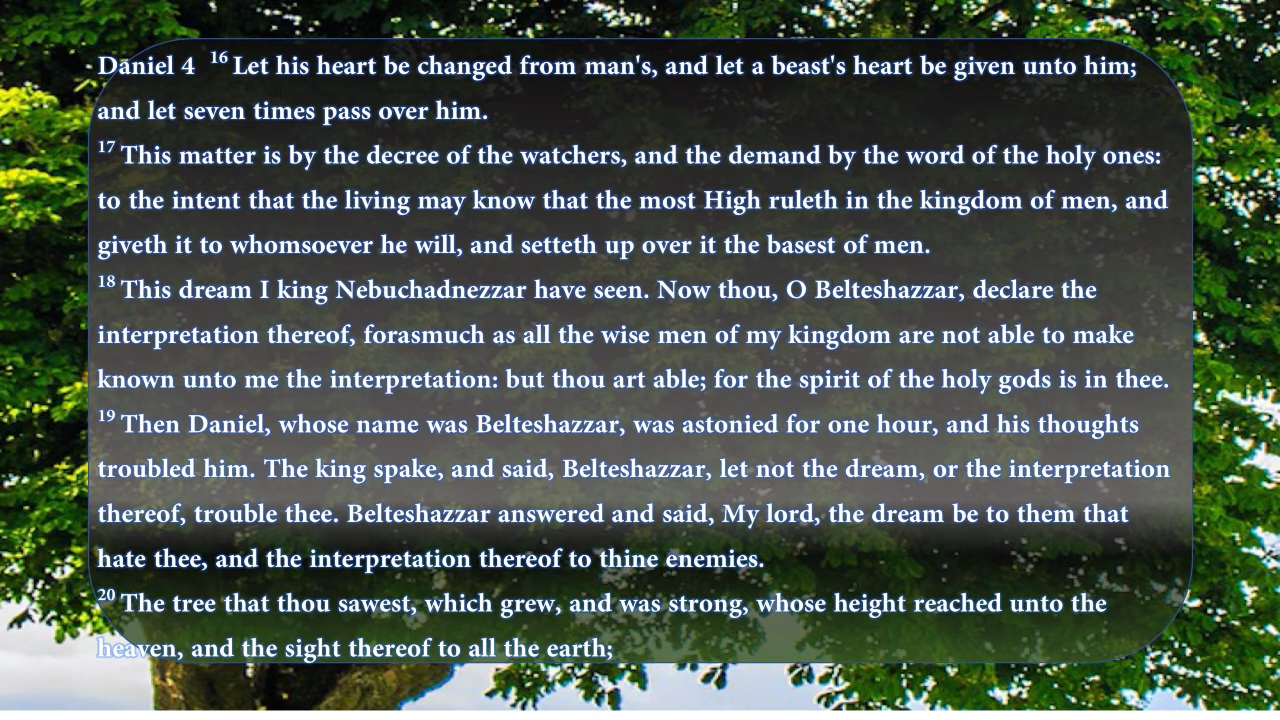 Daniel 4 16 Let his heart be changed from man's, and let a beast's heart be given unto him;
and let seven times pass over him.
17 This matter is by the decree of the watchers, and the demand by the word of the holy ones:
to the intent that the living may know that the most High ruleth in the kingdom of men, and
giveth it to whomsoever he will, and setteth up over it the basest of men.
18 This dream I king Nebuchadnezzar have seen. Now thou, O Belteshazzar, declare the
interpretation thereof, forasmuch as all the wise men of my kingdom are not able to make
known unto me the interpretation: but thou art able; for the spirit of the holy gods is in thee.
19 Then Daniel, whose name was Belteshazzar, was astonied for one hour, and his thoughts
troubled him. The king spake, and said, Belteshazzar, let not the dream, or the interpretation
thereof, trouble thee. Belteshazzar answered and said, My lord, the dream be to them that
hate thee, and the interpretation thereof to thine enemies.
20 The tree that thou sawest, which grew, and was strong, whose height reached unto the
heaven, and the sight thereof to all the earth;